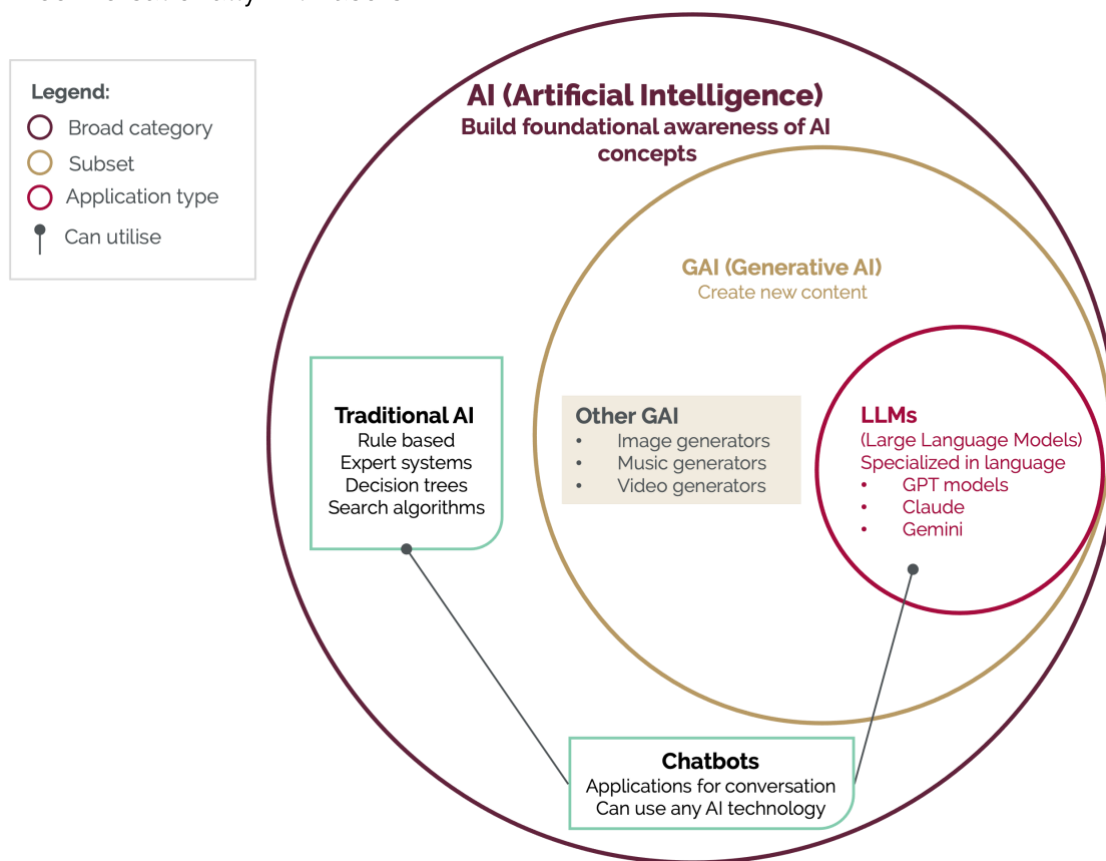 Legend:
Broad category
Subset
Application type
Can utilise
AI (Artificial Intelligence)
Build foundational awareness of AI
concepts
GAI (Generative AI)
Create new content
Traditional AI
Rule based
Expert systems
Decision trees
Search algorithms
Other GAI
• Image generators
• Music generators
• Video generators
LLMs
(Large Language Models)
Specialized in language
• GPT models
• Claude
• Gemini
Chatbots
Applications for conversation
Can use any AI technology